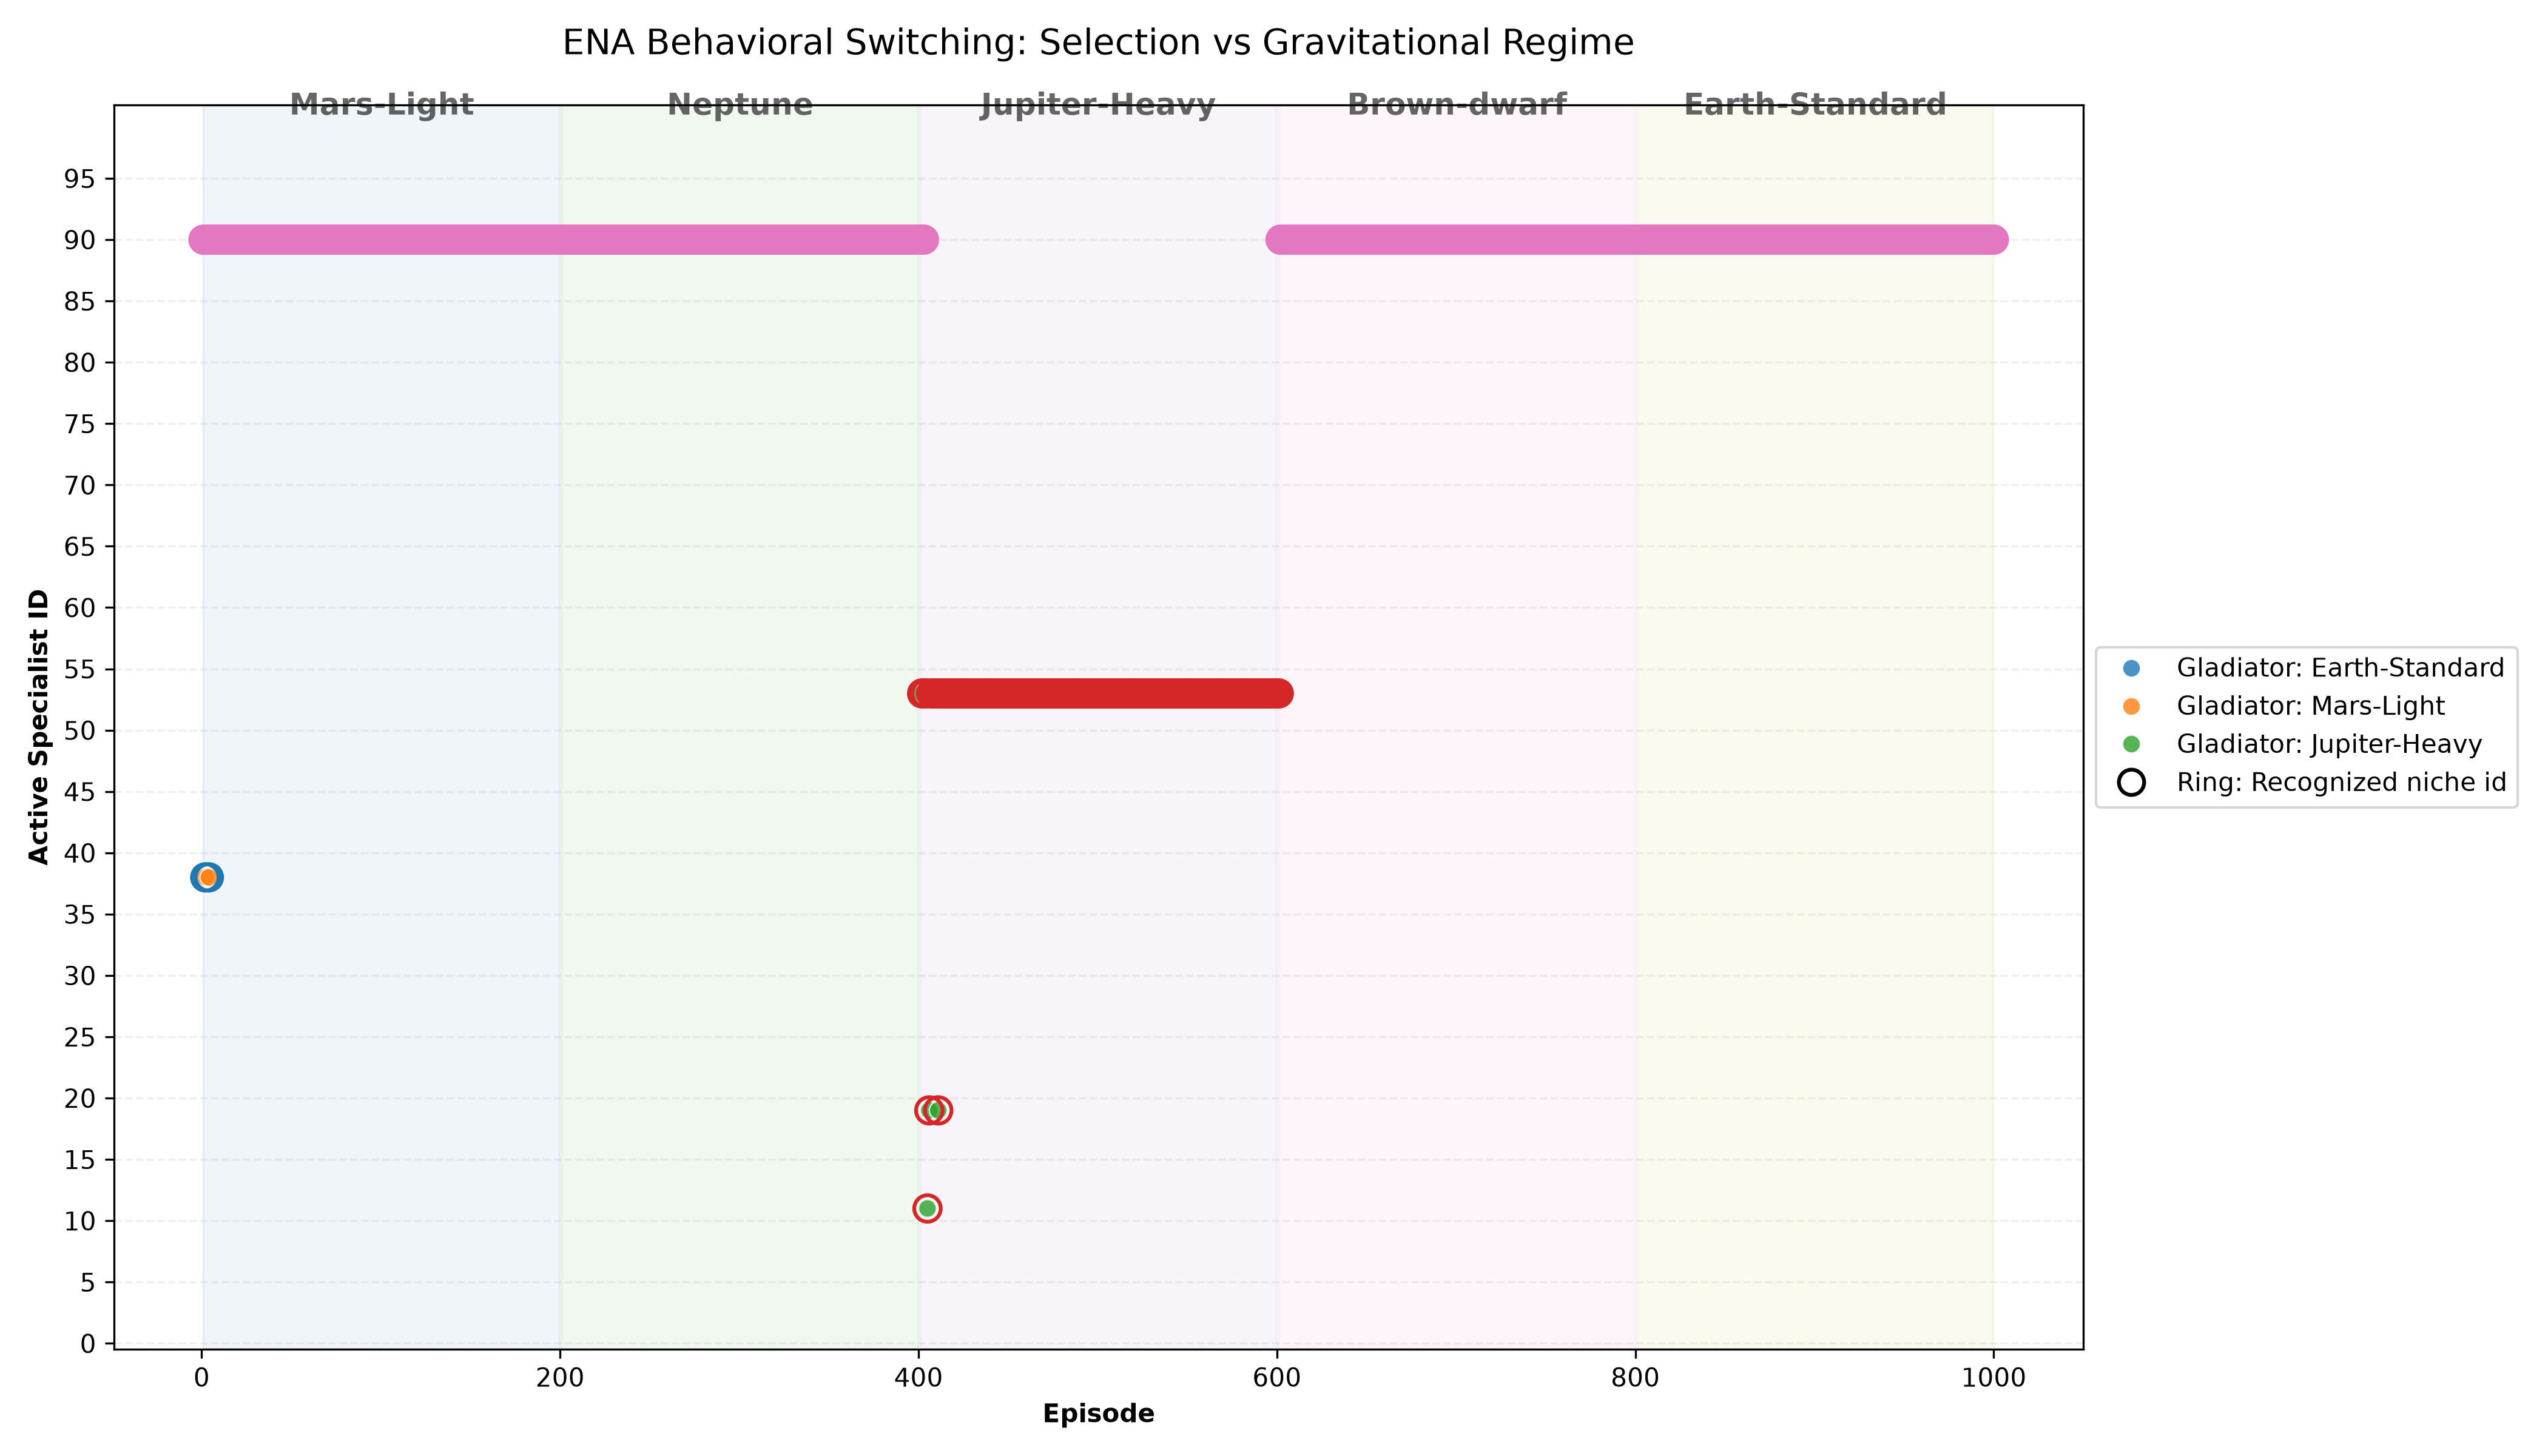 ENA Behavioral Switching: Selection vs Gravitational Regime
Mars-Light Neptune Jupiter-Heavy Brown-dwarf Earth-Standard
95
90
85
80
75
70
65
60
55
50
45
40
35
30
25
20
15
10
5
0
Active Specialist ID
0 200 400 600 800 1000
Episode
Gladiator: Earth-Standard
Gladiator: Mars-Light
Gladiator: Jupiter-Heavy
Ring: Recognized niche id